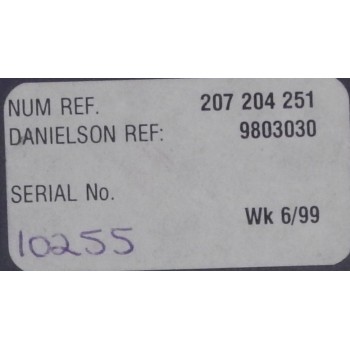 NUM REF. 207 204 251
DANIELSON REF: 9803030
SERIAL No.
Wk 6/99
10255